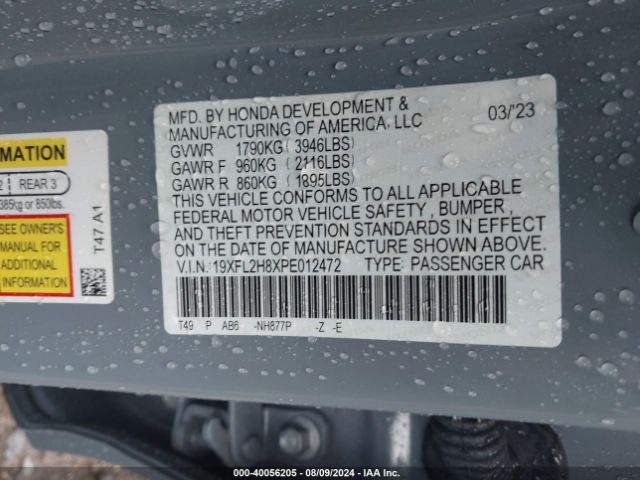 MATION
2 REAR 3
385kg or 850lbs.
SEE OWNER'S
MANUAL FOR
ADDITIONAL
INFORMATION
T47 A1
MFD. BY HONDA DEVELOPMENT &
MANUFACTURING OF AMERICA, LLC 03/'23
GVWR 1790KG (3946LBS)
GAWR F 960KG (2116LBS)
GAWR R 860KG (1895LBS)
THIS VEHICLE CONFORMS TO ALL APPLICABLE
FEDERAL MOTOR VEHICLE SAFETY , BUMPER ,
AND THEFT PREVENTION STANDARDS IN EFFECT
ON THE DATE OF MANUFACTURE SHOWN ABOVE.
V.I.N. 19XFL2H8XPE012472 TYPE: PASSENGER CAR
T49 P AB6 -NH877P -Z -E
000-40056205 - 08/09/2024 - IAA Inc.